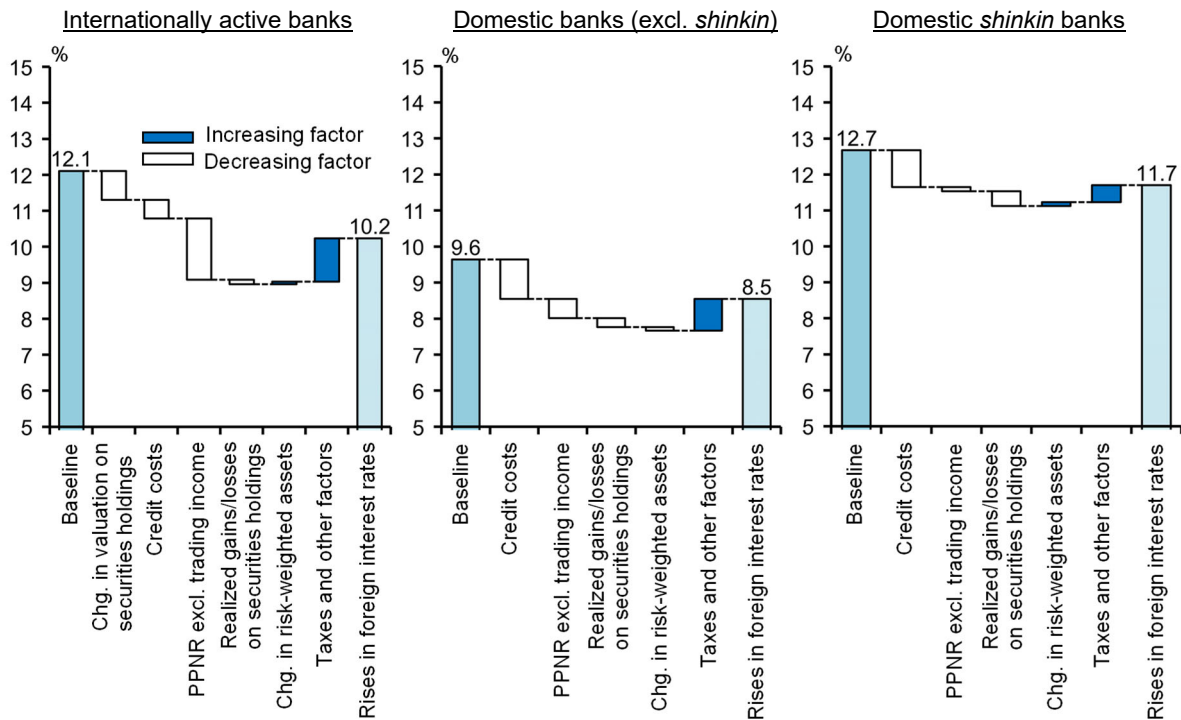 Internationally active banks
%
15
14
13
12
11
10
9
8
7
6
5
Increasing factor
Decreasing factor
12.1
10.2
Baseline
Chg. in valuation on
securities holdings
Credit costs
PPNR excl. trading income
Realized gains/losses
on securities holdings
Chg. in risk-weighted assets
Taxes and other factors
Rises in foreign interest rates
Domestic banks (excl. shinkin)
%
15
14
13
12
11
10
9
8
7
6
5
9.6
8.5
Baseline
Credit costs
PPNR excl. trading income
Realized gains/losses
on securities holdings
Chg. in risk-weighted assets
Taxes and other factors
Rises in foreign interest rates
Domestic shinkin banks
%
15
14
13
12
11
10
9
8
7
6
5
12.7
11.7
Baseline
Credit costs
PPNR excl. trading income
Realized gains/losses
on securities holdings
Chg. in risk-weighted assets
Taxes and other factors
Rises in foreign interest rates